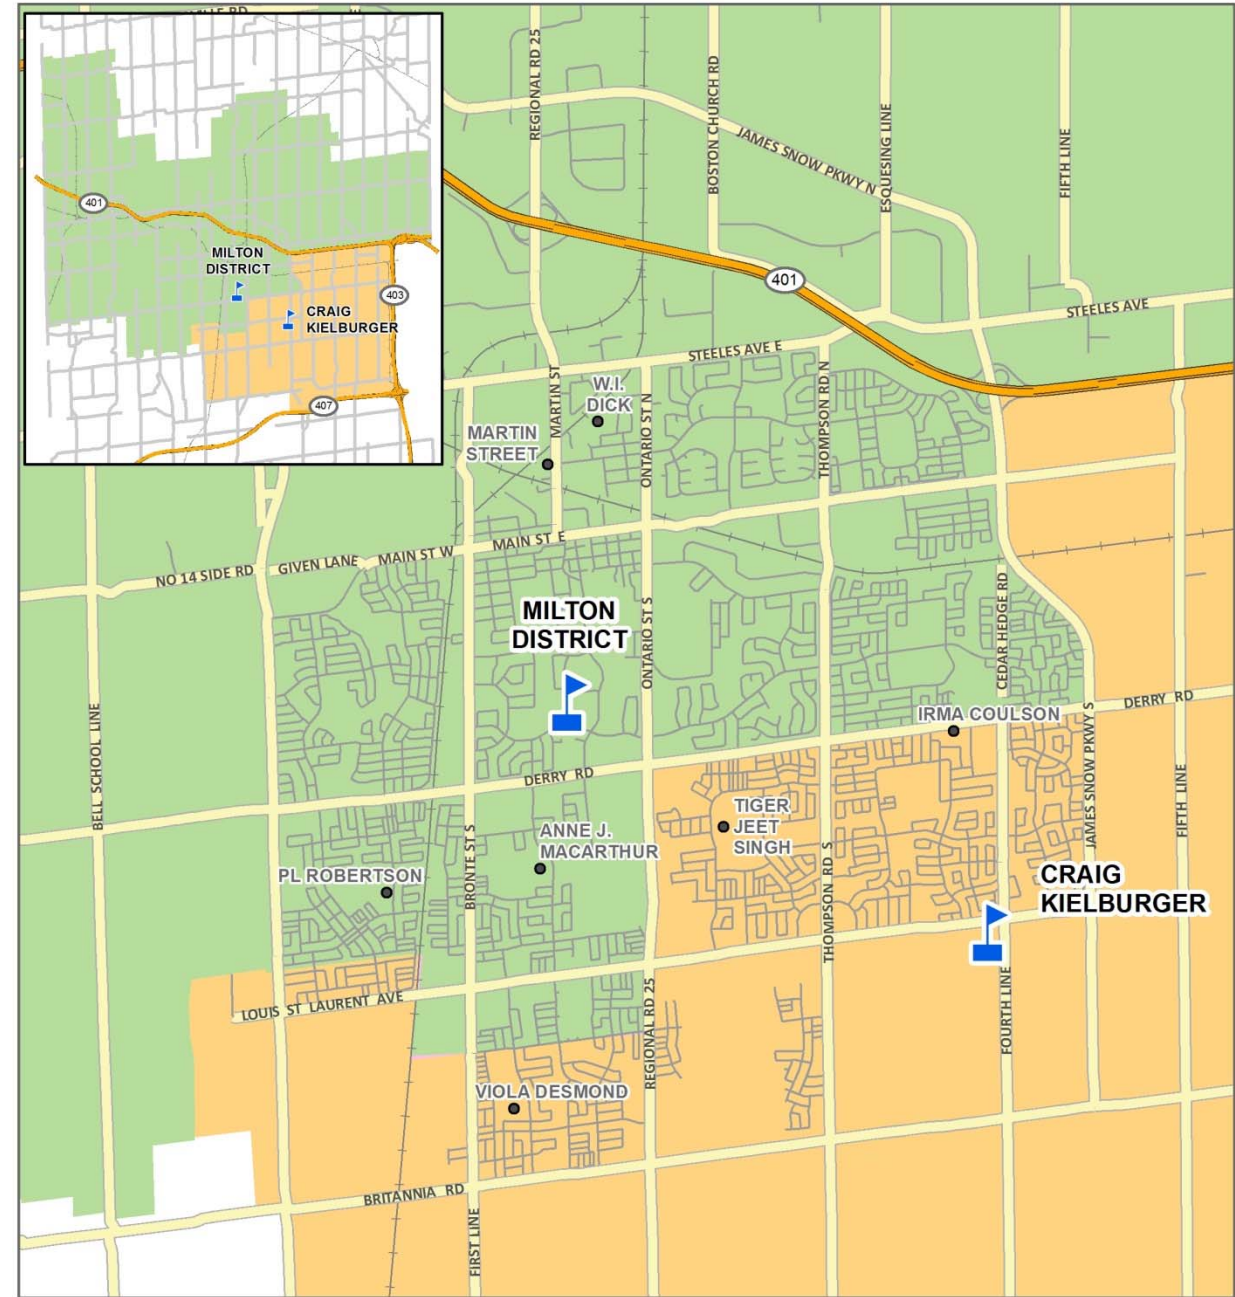 401
MILTON
DISTRICT
403
CRAIG
KIELBURGER
407
REGIONAL RD 25
BOSTON CHURCH RD
JAMES SNOW PKWY N
ESQUESING LINE
FIFTH LINE
401
STEELES AVE
STEELES AVE E
MARTIN ST
W.I.
DICK
MARTIN
STREET
ONTARIO ST N
THOMPSON RD N
NO 14 SIDE RD
GIVEN LANE
MAIN ST W
MAIN ST E
MILTON
DISTRICT
ONTARIO ST S
CEDAR HEDGE RD
IRMA COULSON
DERRY RD
BELL SCHOOL LINE
DERRY RD
JAMES SNOW PKWY S
FIFTH LINE
TIGER
JEET
SINGH
ANNE J.
MACARTHUR
PL ROBERTSON
BRONTE ST S
THOMPSON RD S
CRAIG
KIELBURGER
LOUIS ST LAURENT AVE
REGIONAL RD 25
FOURTH LINE
VIOLA DESMOND
BRITANNIA RD
FIRST LINE